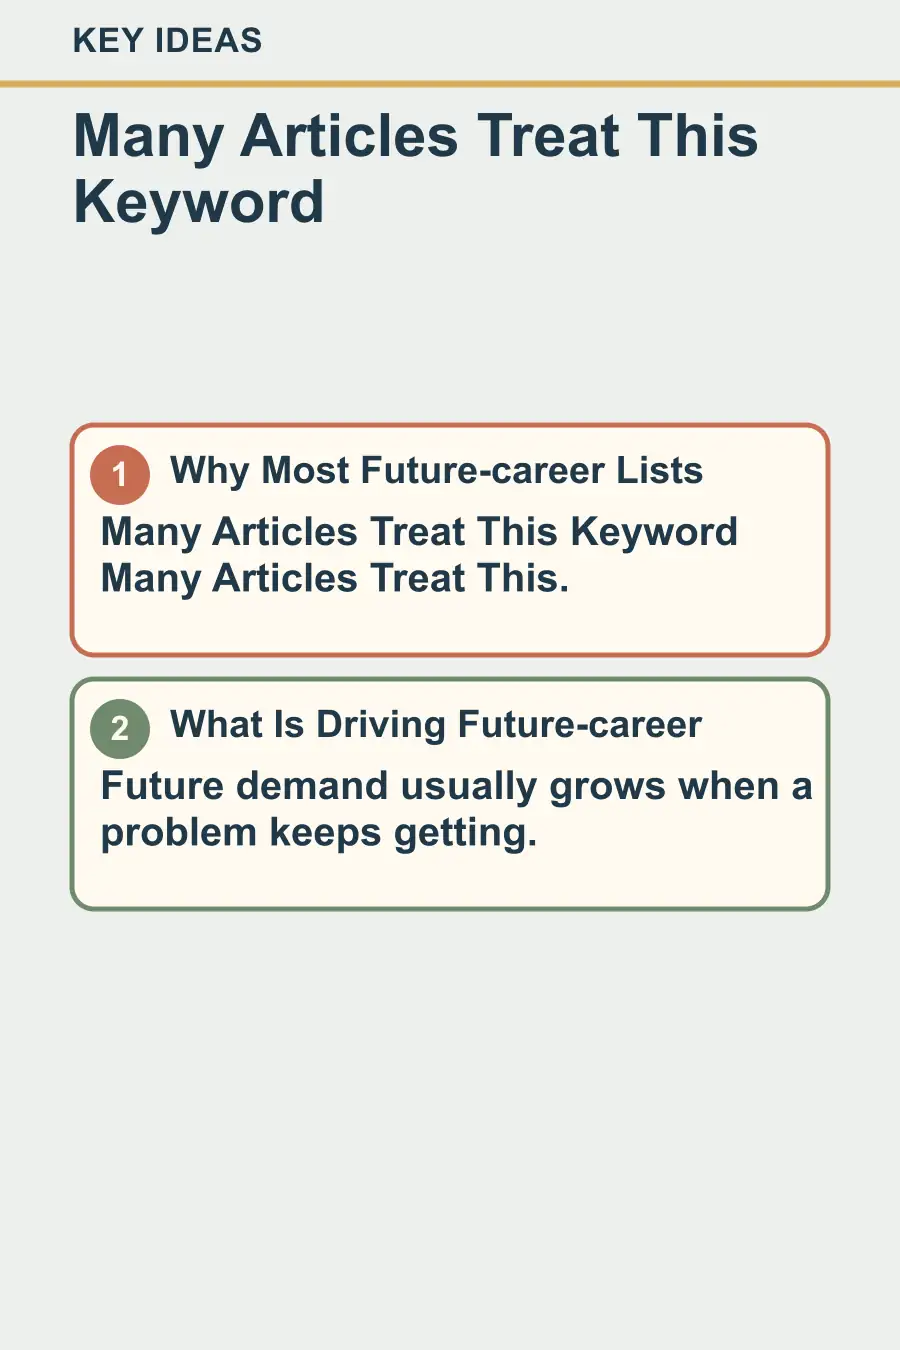 KEY IDEAS
Many Articles Treat This
Keyword
1
Why Most Future-career Lists
Many Articles Treat This Keyword
Many Articles Treat This.
2
What Is Driving Future-career
Future demand usually grows when a
problem keeps getting.